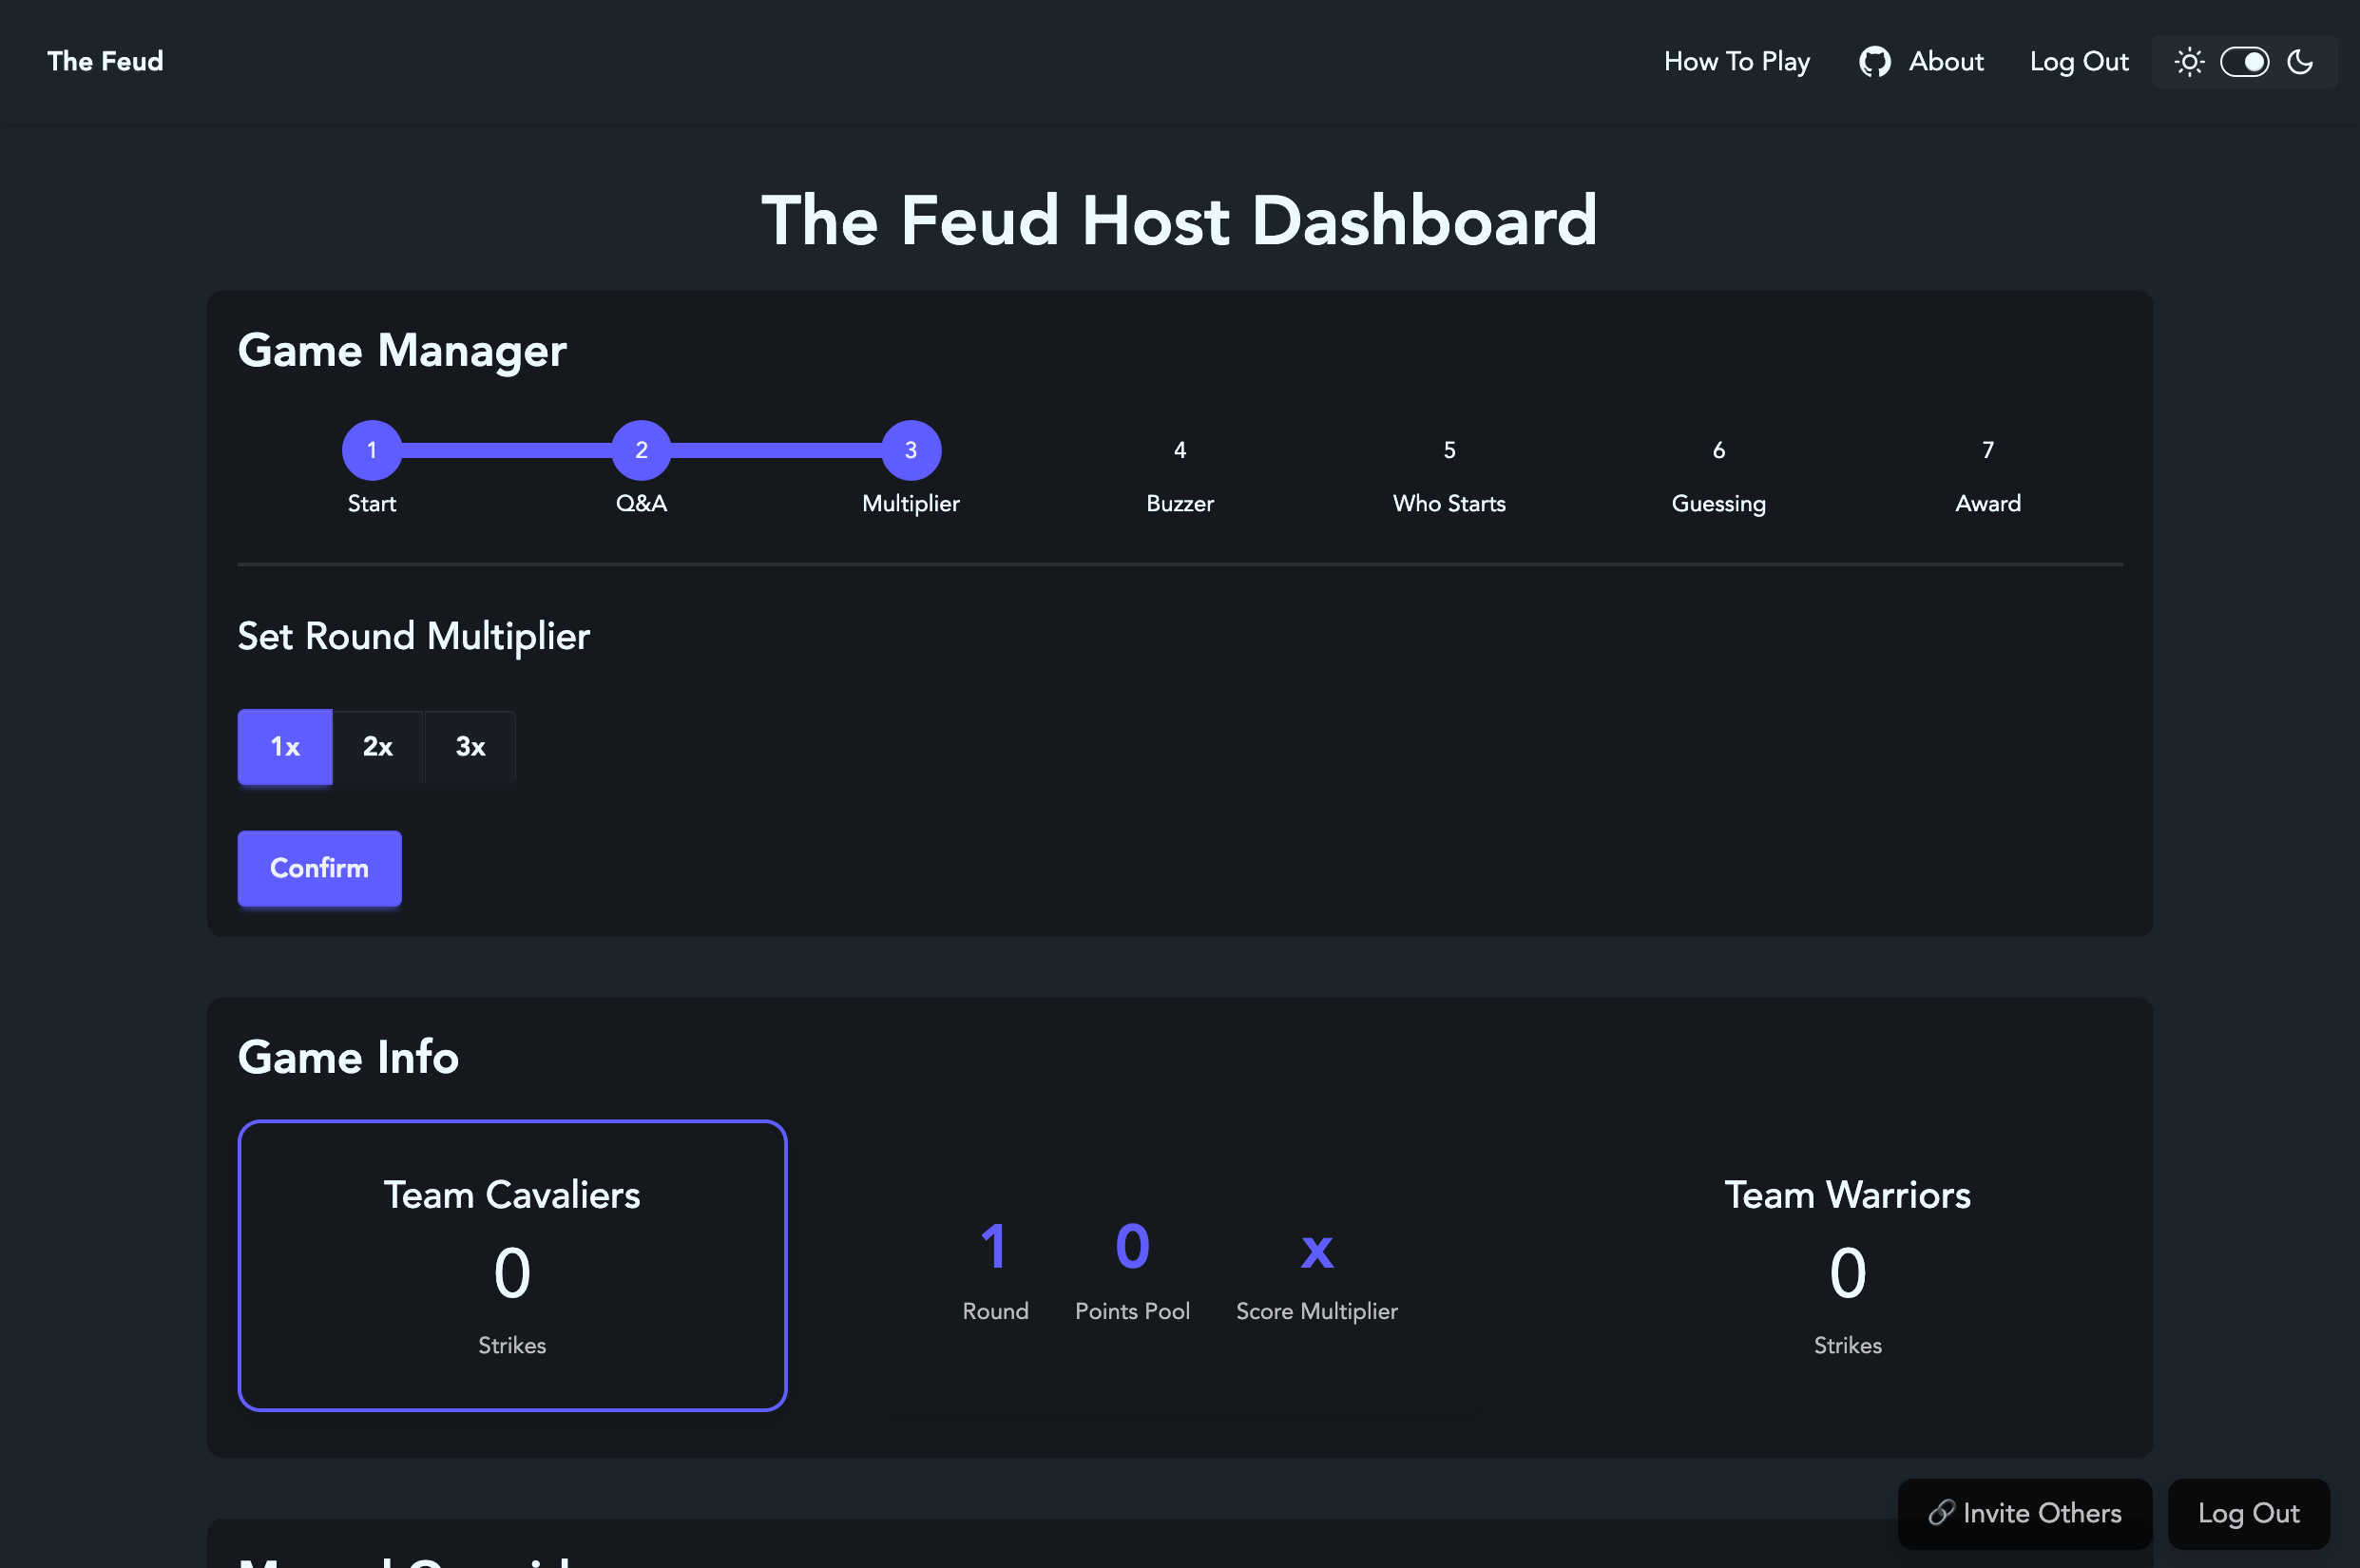 The Feud
How To Play
About
Log Out
The Feud Host Dashboard
Game Manager
1
2
3
4
5
6
7
Start
Q&A
Multiplier
Buzzer
Who Starts
Guessing
Award
Set Round Multiplier
1x
2x
3x
Confirm
Game Info
Team Cavaliers
0
Strikes
1
0
x
Round
Points Pool
Score Multiplier
Team Warriors
0
Strikes
Invite Others
Log Out